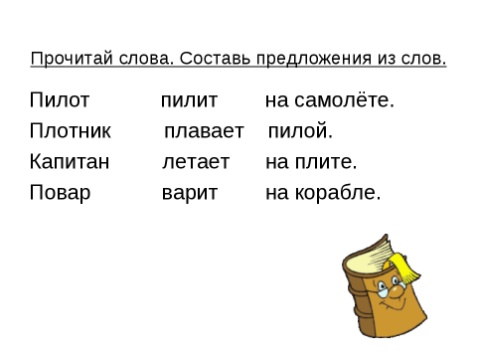 Прочитай слова. Составь предложения из слов.
Пилот пилит на самолёте.
Плотник плавает пилой.
Капитан летает на плите.
Повар варит на корабле.